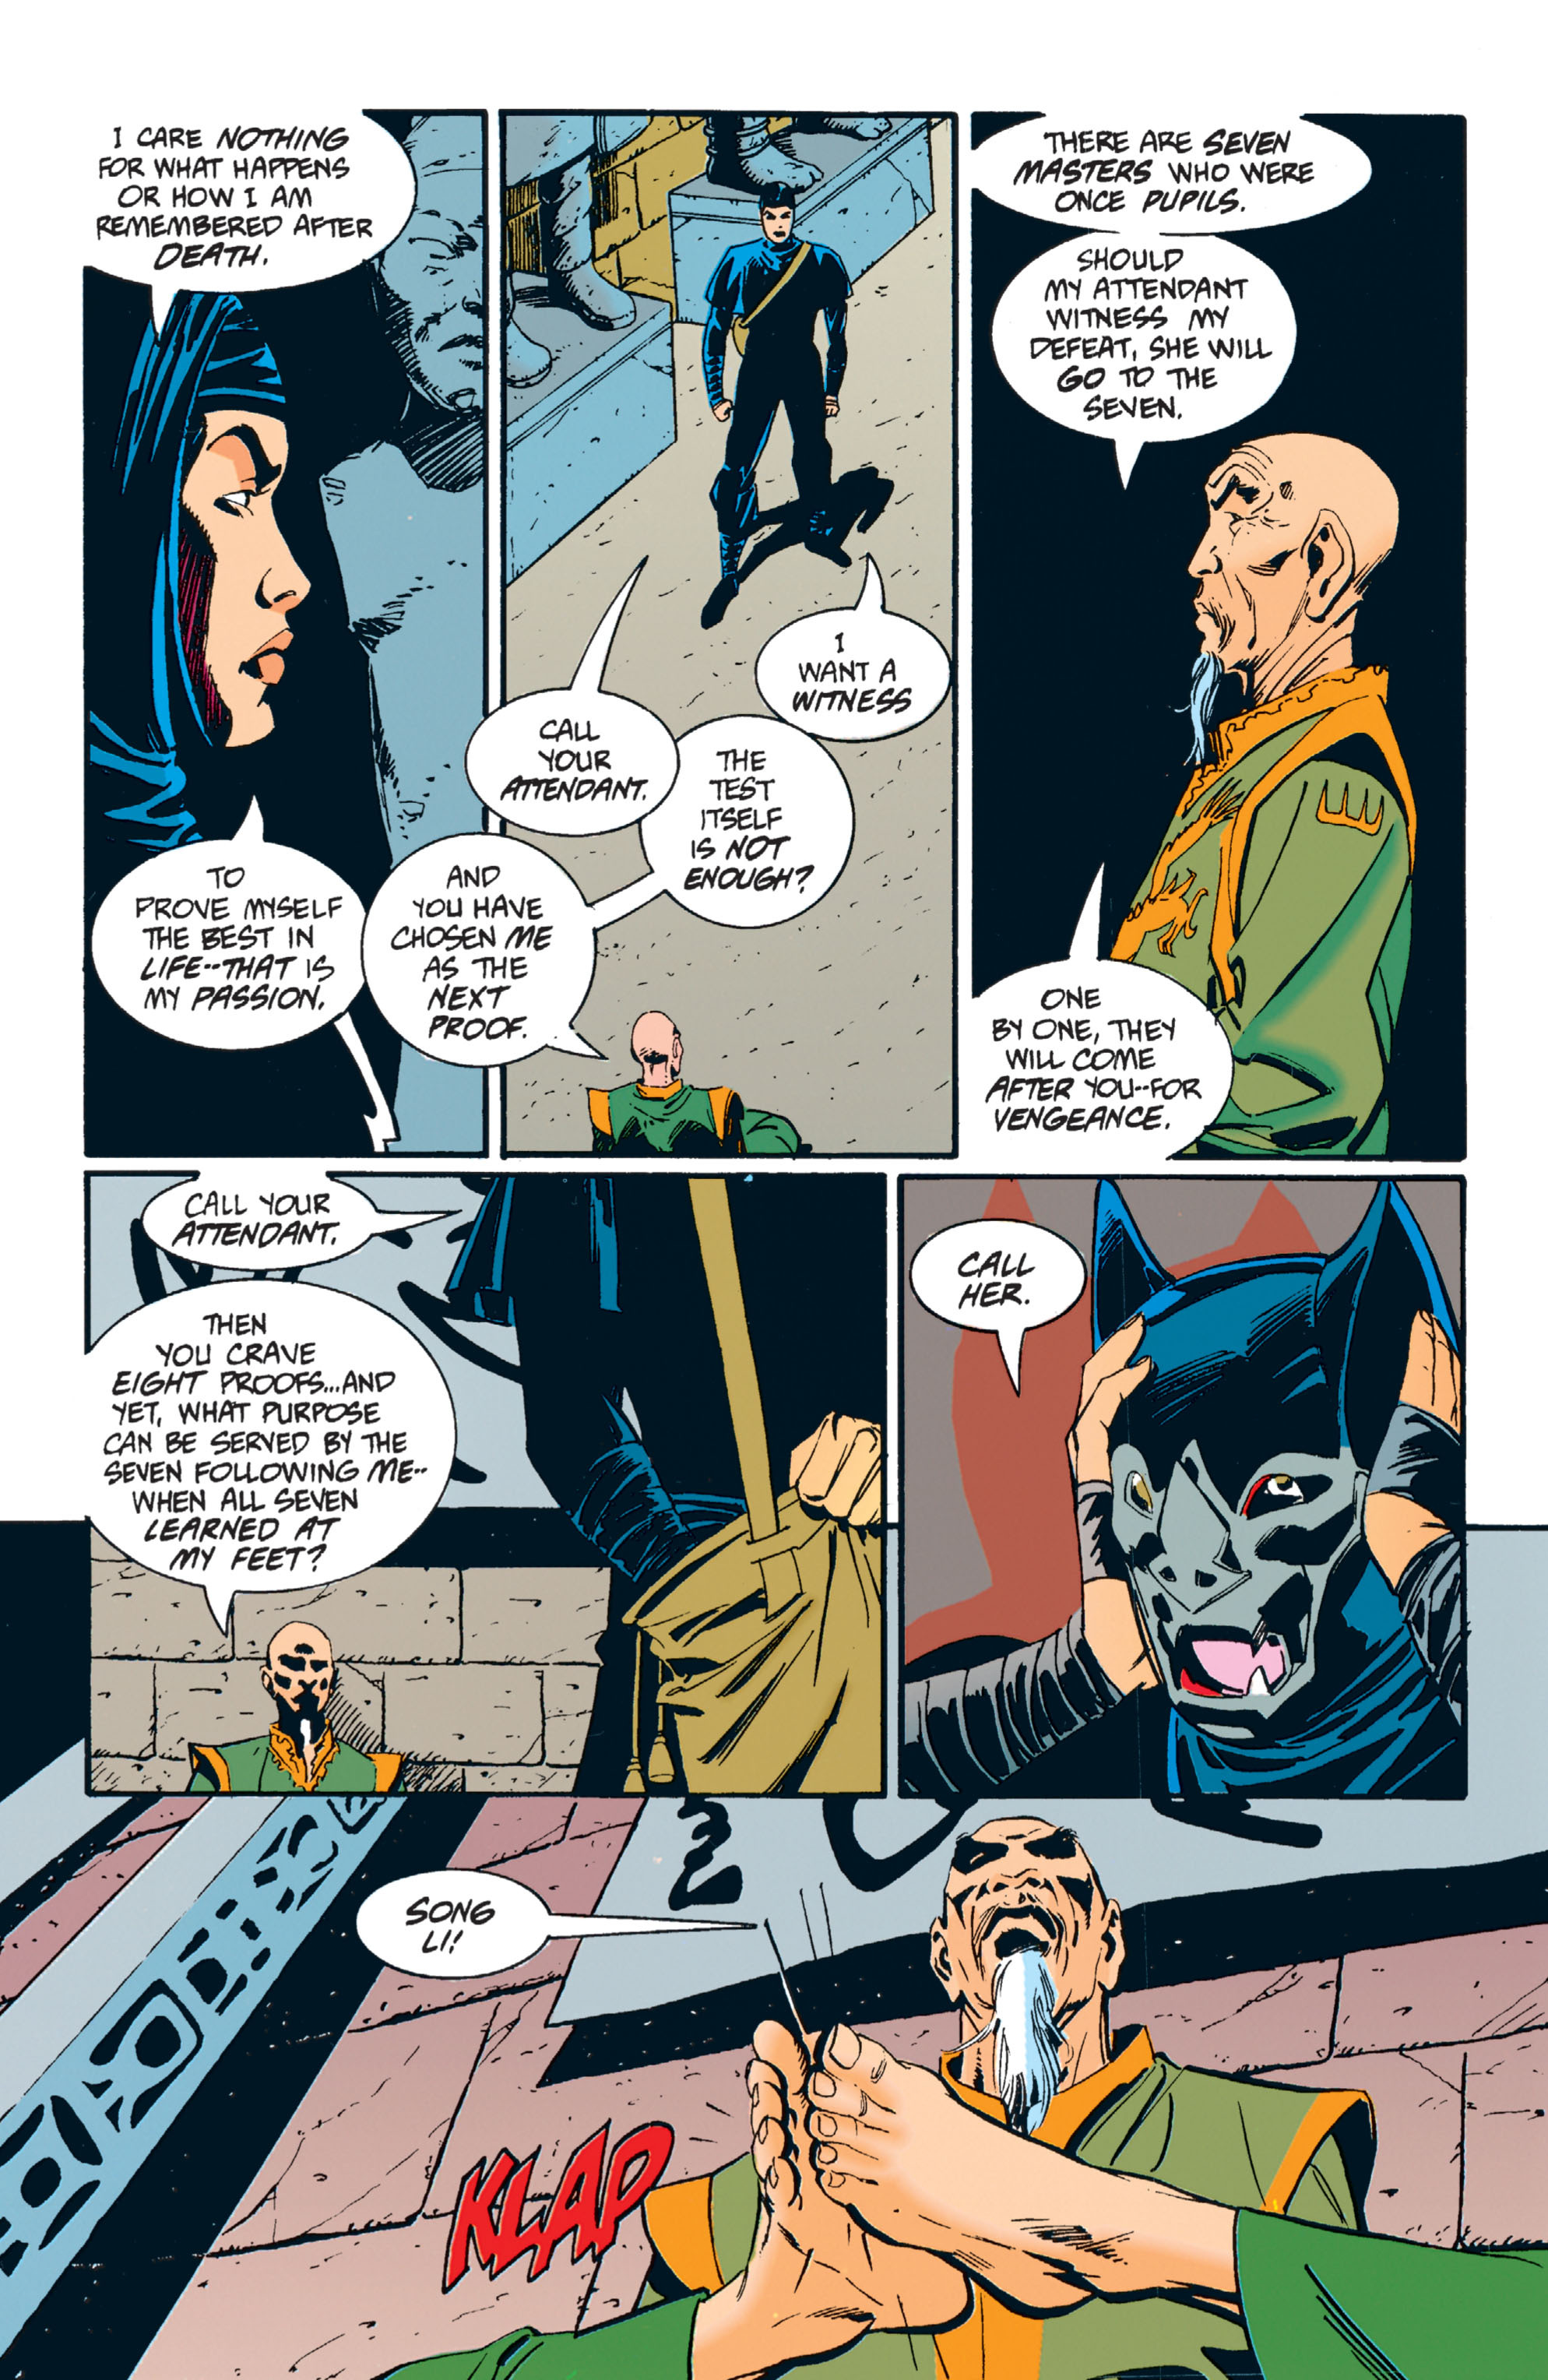 I CARE NOTHING
FOR WHAT HAPPENS
OR HOW I AM
REMEMBERED AFTER
DEATH.
TO
PROVE MYSELF
THE BEST IN
LIFE--THAT IS
MY PASSION.
AND
YOU HAVE
CHOSEN ME
AS THE
NEXT
PROOF.
THE
TEST
ITSELF
IS NOT
ENOUGH?
CALL
YOUR
ATTENDANT.
I
WANT A
WITNESS
THERE ARE SEVEN
MASTERS WHO WERE
ONCE PUPILS.
SHOULD
MY ATTENDANT
WITNESS MY
DEFEAT, SHE WILL
GO TO THE
SEVEN.
ONE
BY ONE, THEY
WILL COME
AFTER YOU--FOR
VENGEANCE.
CALL YOUR
ATTENDANT.
THEN
YOU CRAVE
EIGHT PROOFS...AND
YET, WHAT PURPOSE
CAN BE SERVED BY THE
SEVEN FOLLOWING ME--
WHEN ALL SEVEN
LEARNED AT
MY FEET?
CALL
HER.
SONG
LI!
KLAP